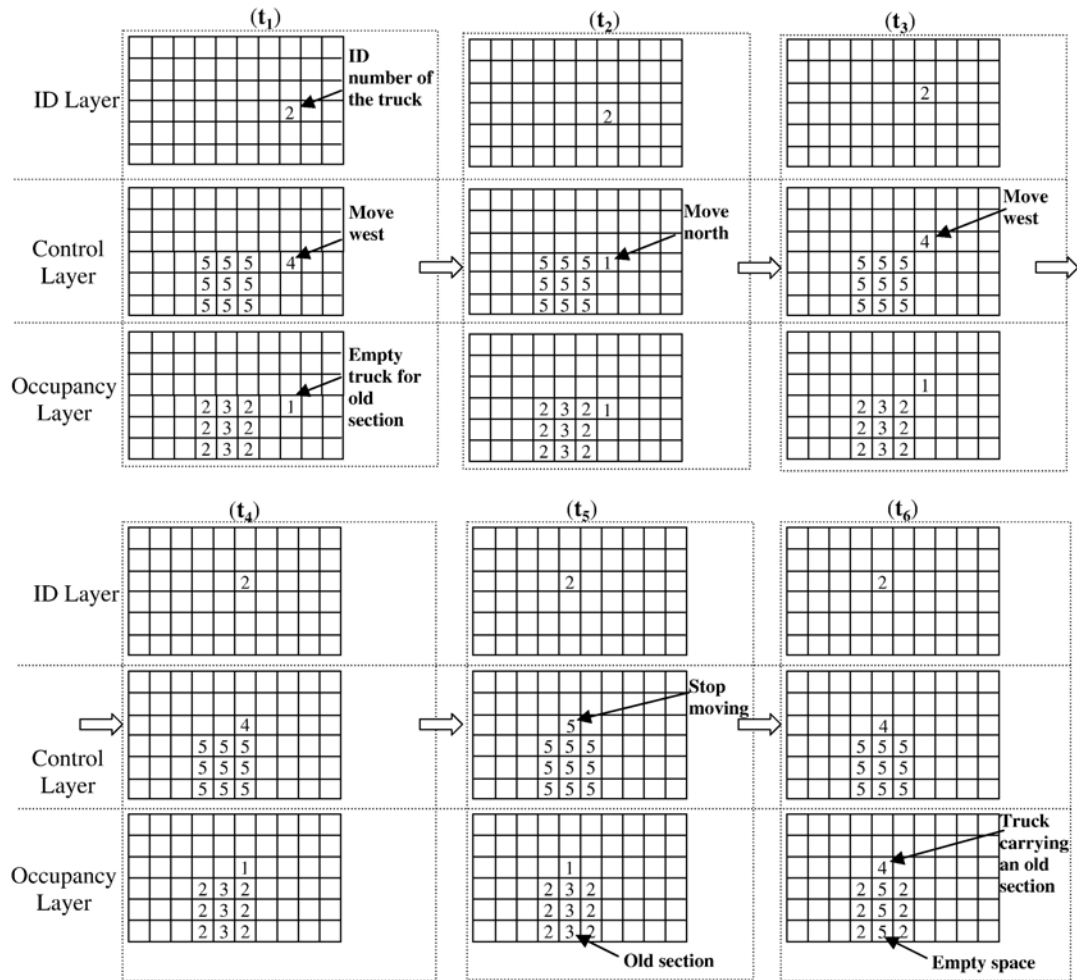 (t1)
(t2)
(t3)
ID Layer
ID
number of
the truck
2
2
2
Control
Layer
Move
west
Move
north
Move
west
4
5 5 5 4
5 5 5 1
5 5 5
5 5 5
5 5 5
5 5 5
5 5 5
5 5 5
5 5 5
Occupancy
Layer
Empty
truck for
old
section
1
2 3 2 1
2 3 2 1
2 3 2
2 3 2
2 3 2
2 3 2
2 3 2
2 3 2
2 3 2
(t4)
(t5)
(t6)
ID Layer
2
2
2
Control
Layer
Stop
moving
4
5
4
5 5 5
5 5 5
5 5 5
5 5 5
5 5 5
5 5 5
5 5 5
5 5 5
5 5 5
Occupancy
Layer
Truck
carrying
an old
section
1
1
4
2 3 2
2 3 2
2 5 2
2 3 2
2 3 2
2 5 2
2 3 2
2 3 2
2 5 2
Old section
Empty space